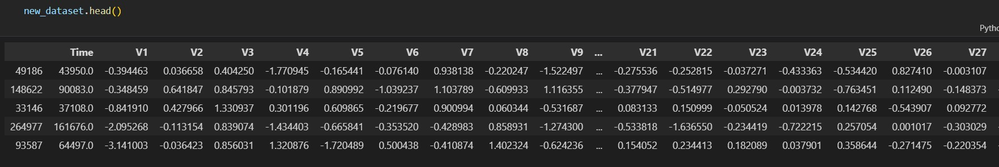 new_dataset.head()
Pytho
Time V1 V2 V3 V4 V5 V6 V7 V8 V9 ... V21 V22 V23 V24 V25 V26 V27
49186 43950.0 -0.394463 0.036658 0.404250 -1.770945 -0.165441 -0.076140 0.938138 -0.220247 -1.522497 ... -0.275536 -0.252815 -0.037271 -0.433363 -0.534420 0.827410 -0.003107
148622 90083.0 -0.348459 0.641847 0.845793 -0.101879 0.890992 -1.039237 1.103789 -0.609933 1.116355 ... -0.377947 -0.514977 0.292790 -0.003732 -0.763451 0.112490 -0.148373
33146 37108.0 -0.841910 0.427966 1.330937 0.301196 0.609865 -0.219677 0.900994 0.060344 -0.531687 ... 0.083133 0.150999 -0.050524 0.013978 0.142768 -0.543907 0.092772
264977 161676.0 -2.095268 -0.113154 0.839074 -1.434403 -0.665841 -0.353520 -0.428983 0.858931 -1.274300 ... -0.533818 -1.636550 -0.234419 -0.722215 0.257054 0.001017 -0.303029
93587 64497.0 -3.141003 -0.036423 0.856031 1.320876 -1.720489 0.500438 -0.410874 1.402324 -0.624236 ... 0.154052 0.234413 0.182089 0.037901 0.358644 -0.271475 -0.220354